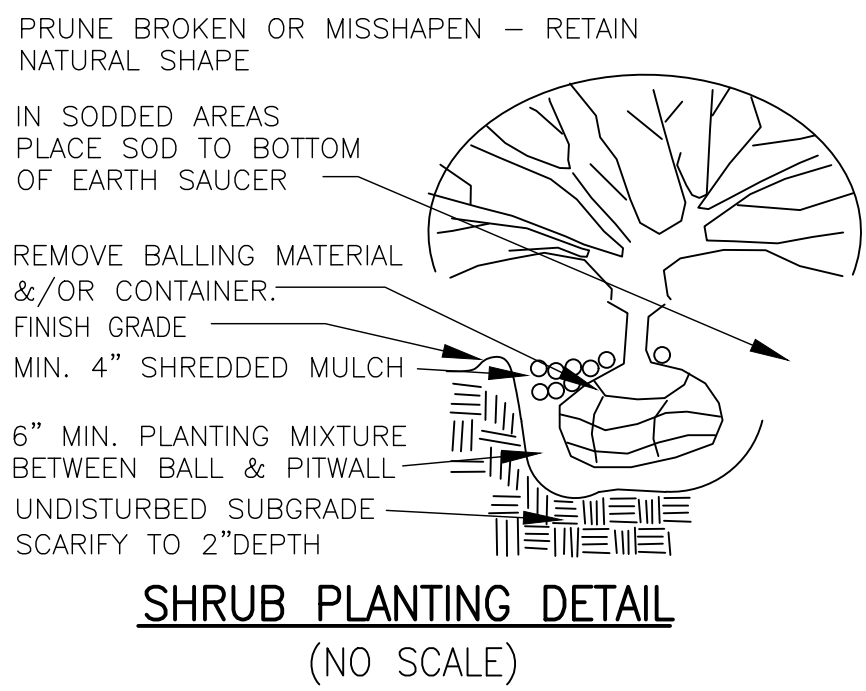 PRUNE BROKEN OR MISSHAPEN – RETAIN
NATURAL SHAPE
IN SODDED AREAS
PLACE SOD TO BOTTOM
OF EARTH SAUCER
REMOVE BALLING MATERIAL
&/OR CONTAINER.
FINISH GRADE
MIN. 4" SHREDDED MULCH
6" MIN. PLANTING MIXTURE
BETWEEN BALL & PITWALL
UNDISTURBED SUBGRADE
SCARIFY TO 2"DEPTH
SHRUB PLANTING DETAIL
(NO SCALE)